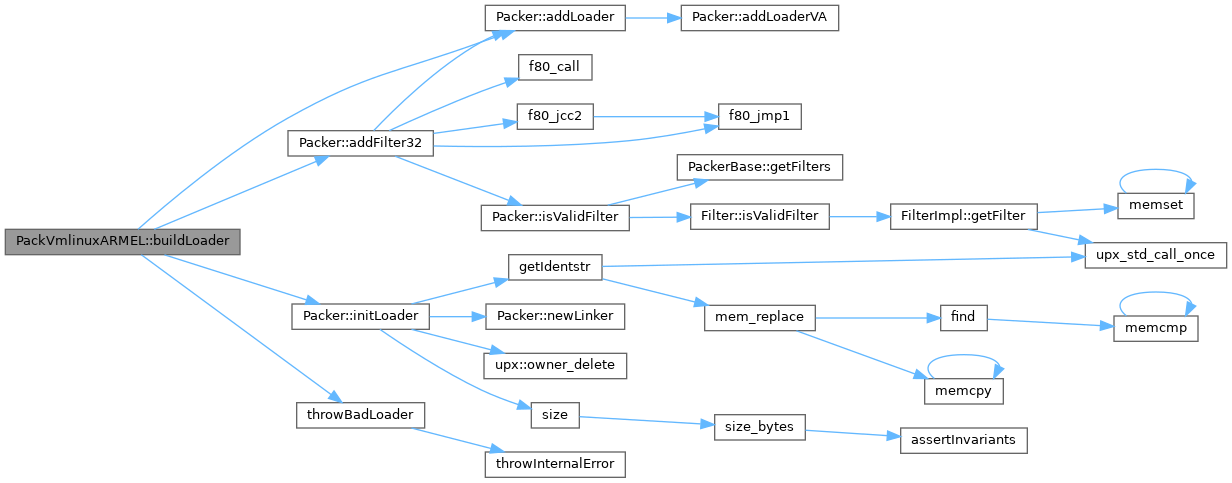 Packer::addLoader
Packer::addLoaderVA
f80_call
f80_jcc2
f80_jmp1
Packer::addFilter32
PackerBase::getFilters
Packer::isValidFilter
Filter::isValidFilter
FilterImpl::getFilter
memset
PackVmlinuxARMEL::buildLoader
upx_std_call_once
getIdentstr
Packer::initLoader
Packer::newLinker
mem_replace
find
memcmp
upx::owner_delete
memcpy
throwBadLoader
size
size_bytes
assertInvariants
throwInternalError